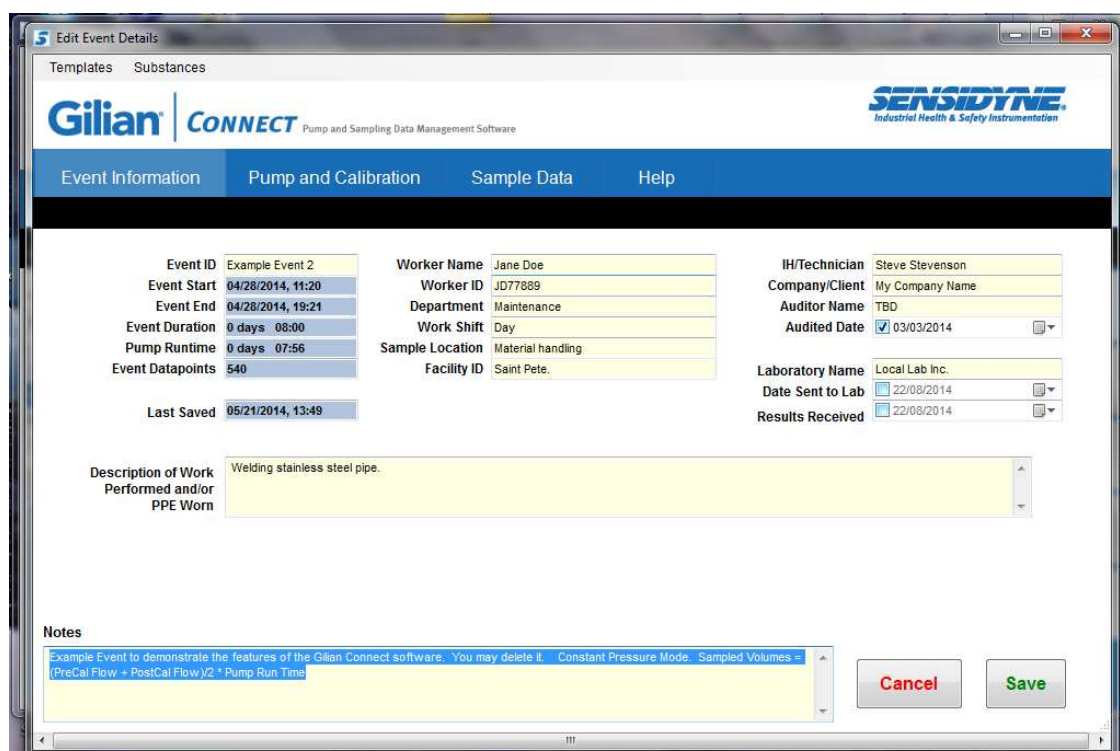 Edit Event Details
Templates Substances
Gilian CONNECT Pump and Sampling Data Management Software
SENSIDYNE
Industrial Health & Safety Instrumentation
Event Information Pump and Calibration Sample Data Help
Event ID Example Event 2 Worker Name Jane Doe IH/Technician Steve Stevenson
Event Start 04/28/2014, 11:20 Worker ID JD77889 Company/Client My Company Name
Event End 04/28/2014, 19:21 Department Maintenance Auditor Name TBD
Event Duration 0 days 08:00 Work Shift Day Audited Date 03/03/2014
Pump Runtime 0 days 07:56 Sample Location Material handling
Event Datapoints 540 Facility ID Saint Pete. Laboratory Name Local Lab Inc.
Date Sent to Lab 22/08/2014
Last Saved 05/21/2014, 13:49 Results Received 22/08/2014
Description of Work Welding stainless steel pipe.
Performed and/or
PPE Worn
Notes
Example Event to demonstrate the features of the Gilian Connect software. You may delete it. Constant Pressure Mode. Sampled Volumes =
(PreCal Flow + PostCal Flow)/2 * Pump Run Time
Cancel Save